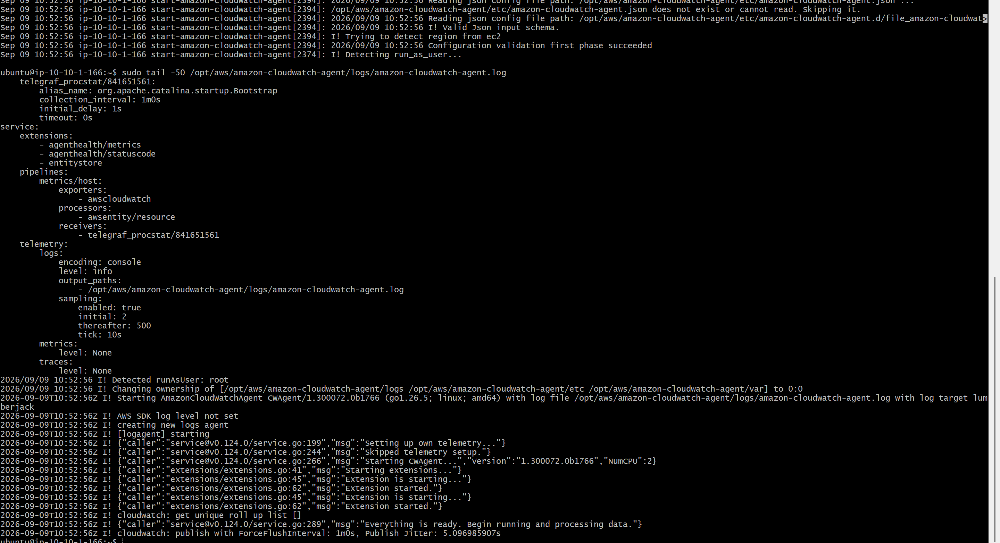 Sep 09 10:52:56 ip-10-10-1-166 start-amazon-cloudwatch-agent[2394]: 2026/09/09 10:52:56 Reading json config file path: /opt/aws/amazon-cloudwatch-agent/etc/amazon-cloudwatch-agent.json ...
Sep 09 10:52:56 ip-10-10-1-166 start-amazon-cloudwatch-agent[2394]: /opt/aws/amazon-cloudwatch-agent/etc/amazon-cloudwatch-agent.json does not exist or cannot read. Skipping it.
Sep 09 10:52:56 ip-10-10-1-166 start-amazon-cloudwatch-agent[2394]: 2026/09/09 10:52:56 Reading json config file path: /opt/aws/amazon-cloudwatch-agent/etc/amazon-cloudwatch-agent.d/file_amazon-cloudwat>
Sep 09 10:52:56 ip-10-10-1-166 start-amazon-cloudwatch-agent[2394]: 2026/09/09 10:52:56 I! Valid Json input schema.
Sep 09 10:52:56 ip-10-10-1-166 start-amazon-cloudwatch-agent[2394]: I! Trying to detect region from ec2
Sep 09 10:52:56 ip-10-10-1-166 start-amazon-cloudwatch-agent[2394]: 2026/09/09 10:52:56 Configuration validation first phase succeeded
Sep 09 10:52:56 ip-10-10-1-166 start-amazon-cloudwatch-agent[2374]: I! Detecting run_as_user...
ubuntu@ip-10-10-1-166:~$ sudo tail -50 /opt/aws/amazon-cloudwatch-agent/logs/amazon-cloudwatch-agent.log
    telegraf_procstat/841651561:
        alias_name: org.apache.catalina.startup.Bootstrap
        collection_interval: 1m0s
        initial_delay: 1s
        timeout: 0s
service:
    extensions:
        - agenthealth/metrics
        - agenthealth/statuscode
        - entitystore
    pipelines:
        metrics/host:
            exporters:
                - awscloudwatch
            processors:
                - awsentity/resource
            receivers:
                - telegraf_procstat/841651561
    telemetry:
        logs:
            encoding: console
            level: info
            output_paths:
                - /opt/aws/amazon-cloudwatch-agent/logs/amazon-cloudwatch-agent.log
            sampling:
                enabled: true
                initial: 2
                thereafter: 500
                tick: 10s
        metrics:
            level: None
        traces:
            level: None
2026/09/09 10:52:56 I! Detected runAsUser: root
2026/09/09 10:52:56 I! Changing ownership of [/opt/aws/amazon-cloudwatch-agent/logs /opt/aws/amazon-cloudwatch-agent/etc /opt/aws/amazon-cloudwatch-agent/var] to 0:0
2026-09-09T10:52:56Z I! Starting AmazonCloudWatchAgent CWAgent/1.300072.0b1766 (go1.26.5; linux; amd64) with log file /opt/aws/amazon-cloudwatch-agent/logs/amazon-cloudwatch-agent.log with log target lum
berjack
2026-09-09T10:52:56Z I! AWS SDK log level not set
2026-09-09T10:52:56Z I! creating new logs agent
2026-09-09T10:52:56Z I! [logagent] starting
2026-09-09T10:52:56Z I! {"caller":"service@v0.124.0/service.go:199","msg":"Setting up own telemetry..."}
2026-09-09T10:52:56Z I! {"caller":"service@v0.124.0/service.go:244","msg":"Skipped telemetry setup."}
2026-09-09T10:52:56Z I! {"caller":"service@v0.124.0/service.go:266","msg":"Starting CWAgent...","Version":"1.300072.0b1766","NumCPU":2}
2026-09-09T10:52:56Z I! {"caller":"extensions/extensions.go:41","msg":"Starting extensions..."}
2026-09-09T10:52:56Z I! {"caller":"extensions/extensions.go:45","msg":"Extension is starting..."}
2026-09-09T10:52:56Z I! {"caller":"extensions/extensions.go:62","msg":"Extension started."}
2026-09-09T10:52:56Z I! {"caller":"extensions/extensions.go:45","msg":"Extension is starting..."}
2026-09-09T10:52:56Z I! {"caller":"extensions/extensions.go:62","msg":"Extension started."}
2026-09-09T10:52:56Z I! cloudwatch: get unique roll up list []
2026-09-09T10:52:56Z I! {"caller":"service@v0.124.0/service.go:289","msg":"Everything is ready. Begin running and processing data."}
2026-09-09T10:52:56Z I! cloudwatch: publish with ForceFlushInterval: 1m0s, Publish Jitter: 5.096985907s
ubuntu@ip-10-10-1-166:~$